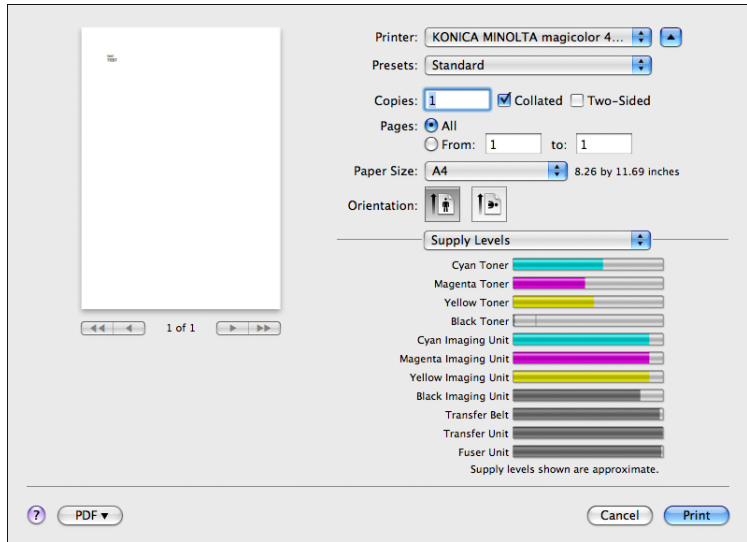 Printer: KONICA MINOLTA magicolor 4...
Presets: Standard
Copies: 1 Collated Two-Sided
Pages: All
From: 1 to: 1
Paper Size: A4 8.26 by 11.69 inches
Orientation:
Supply Levels
Cyan Toner
Magenta Toner
Yellow Toner
Black Toner
Cyan Imaging Unit
Magenta Imaging Unit
Yellow Imaging Unit
Black Imaging Unit
Transfer Belt
Transfer Unit
Fuser Unit
Supply levels shown are approximate.
1 of 1
? PDF▼ Cancel Print